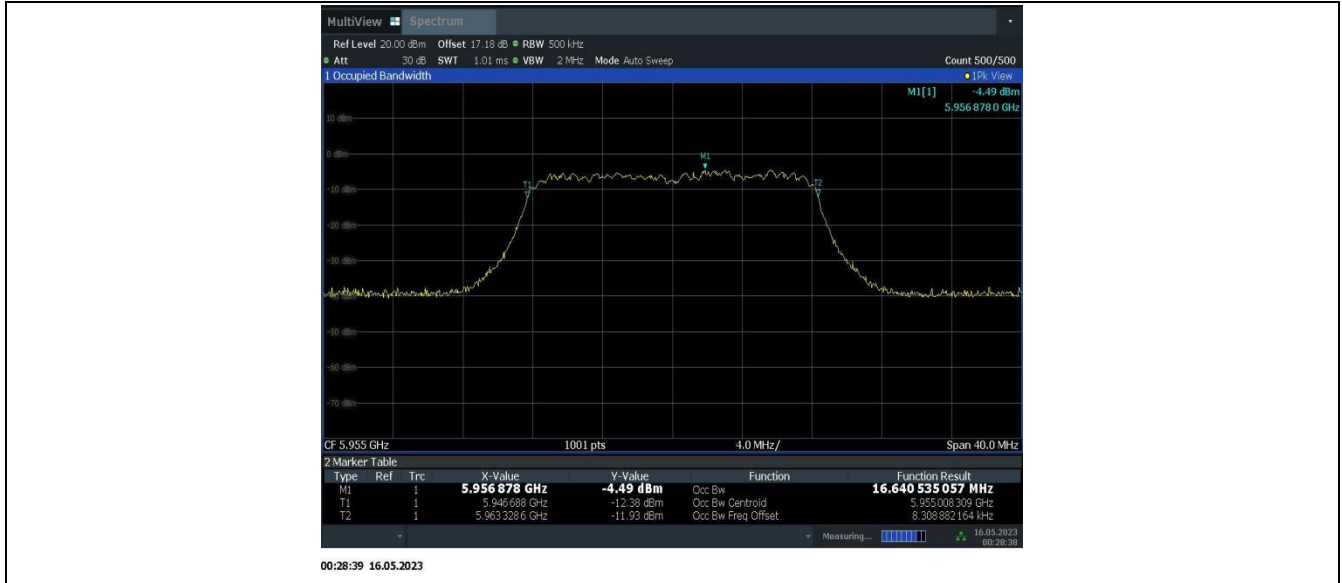 MultiView Spectrum
Ref Level 20.00 dBm Offset 17.18 dB RBW 500 kHz
Att 30 dB SWT 1.01 ms VBW 2 MHz Mode Auto Sweep Count 500/500
1 Occupied Bandwidth 1Pk View
M1[1] -4.49 dBm
5.956 878 0 GHz
10 dBm
0 dBm
M1
T1
T2
-10 dBm
-20 dBm
-30 dBm
-50 dBm
-60 dBm
-70 dBm
CF 5.955 GHz 1001 pts 4.0 MHz/ Span 40.0 MHz
2 Marker Table
Type Ref Trc X-Value Y-Value Function Function Result
M1 1 5.956 878 GHz -4.49 dBm Occ Bw 16.640 535 057 MHz
T1 1 5.946 688 GHz -12.38 dBm Occ Bw Centroid 5.955 008 309 GHz
T2 1 5.963 328 6 GHz -11.93 dBm Occ Bw Freq Offset 8.308 882 164 kHz
Measuring... 16.05.2023
00:28:38
00:28:39 16.05.2023